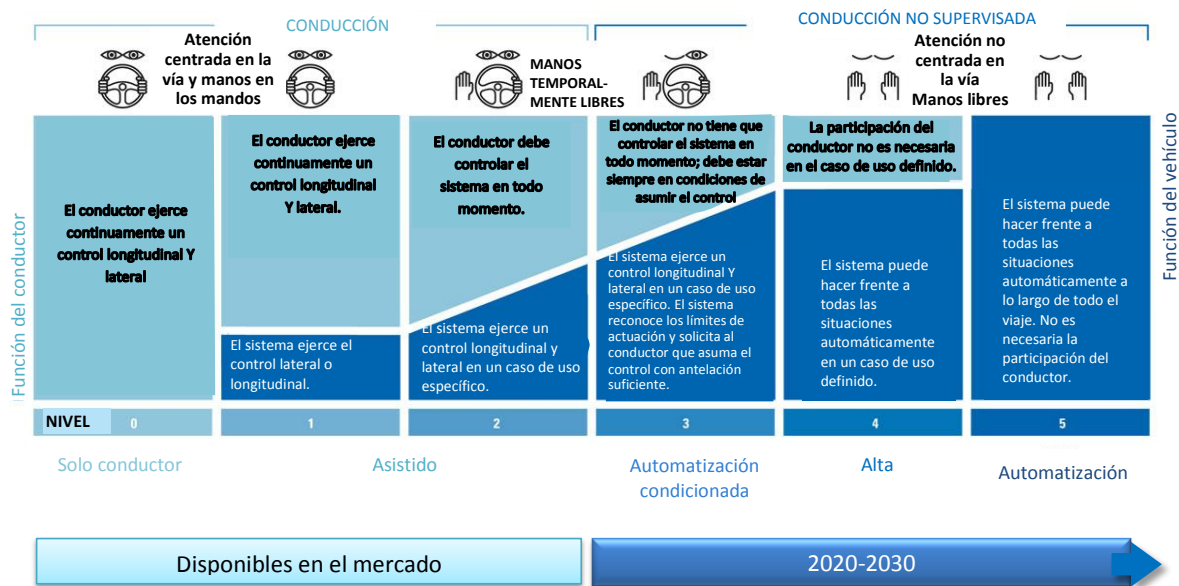 CONDUCCIÓN
CONDUCCIÓN NO SUPERVISADA
Atención
centrada en la
vía y manos en
los mandos
MANOS
TEMPORAL-
MENTE LIBRES
Atención no
centrada en
la vía
Manos libres
Función del conductor
El conductor ejerce
continuamente un
control longitudinal Y
lateral
El conductor ejerce
continuamente un
control longitudinal
Y lateral.
El sistema ejerce el
control lateral o
longitudinal.
El conductor debe
controlar el
sistema en todo
momento.
El sistema ejerce un
control longitudinal y
lateral en un caso de uso
específico.
El conductor no tiene que
controlar el sistema en
todo momento; debe estar
siempre en condiciones de
asumir el control
El sistema ejerce un
control longitudinal Y
lateral en un caso de uso
específico. El sistema
reconoce los límites de
actuación y solicita al
conductor que asuma el
control con antelación
suficiente.
La participación del
conductor no es necesaria
en el caso de uso definido.
El sistema puede
hacer frente a
todas las
situaciones
automáticamente
en un caso de uso
definido.
El sistema puede
hacer frente a
todas las
situaciones
automáticamente a
lo largo de todo el
viaje. No es
necesaria la
participación del
conductor.
Función del vehículo
NIVEL 0 1 2 3 4 5
Solo conductor
Asistido
Automatización
condicionada
Alta
Automatización
Disponibles en el mercado
2020-2030